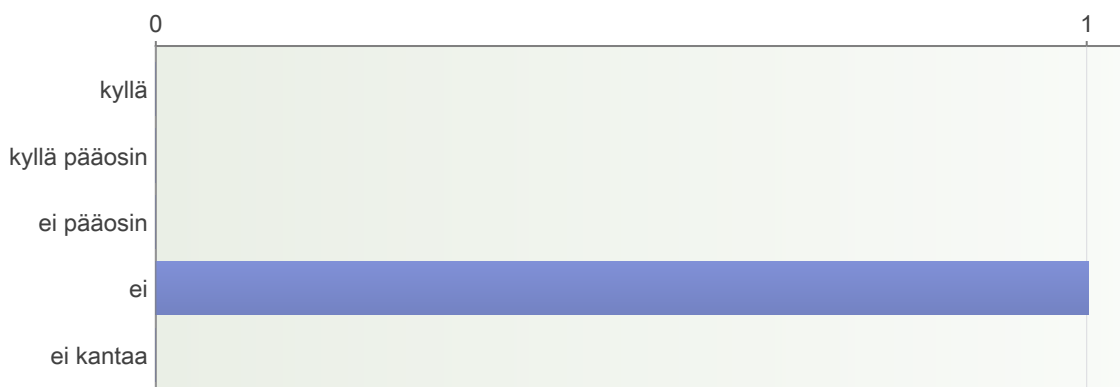 0 1
kyllä
kyllä pääosin
ei pääosin
ei
ei kantaa